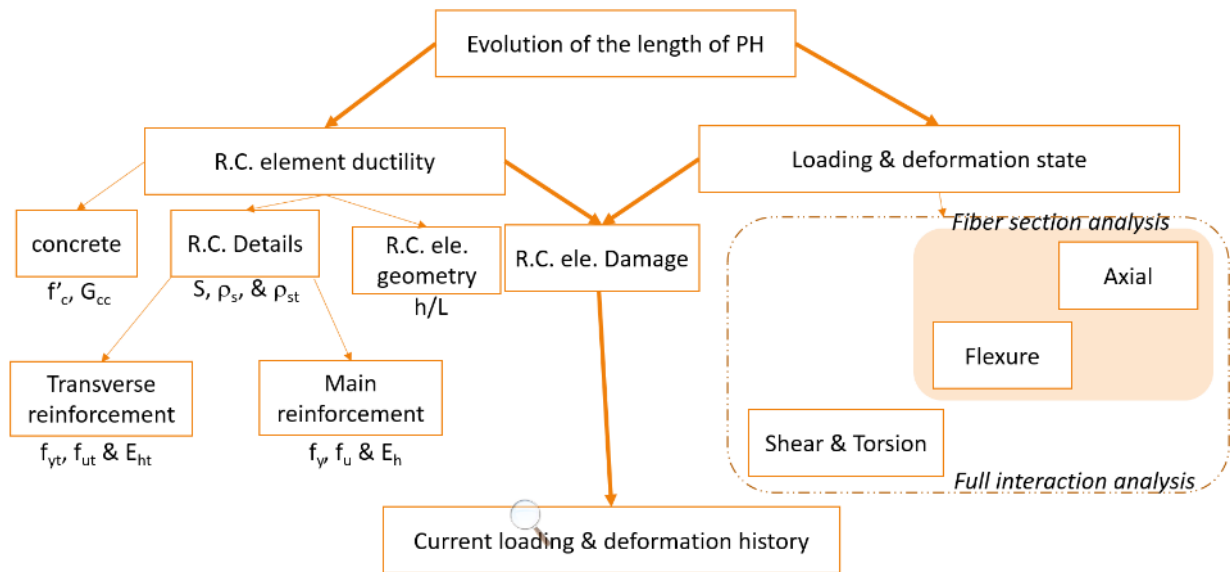 Evolution of the length of PH
R.C. element ductility
Loading & deformation state
concrete
f'c, Gcc
R.C. Details
S, ρs, & ρst
R.C. ele.
geometry
h/L
R.C. ele. Damage
Fiber section analysis
Axial
Flexure
Transverse
reinforcement
fyt, fut & Eht
Main
reinforcement
fy, fu & Eh
Shear & Torsion
Full interaction analysis
Current loading & deformation history